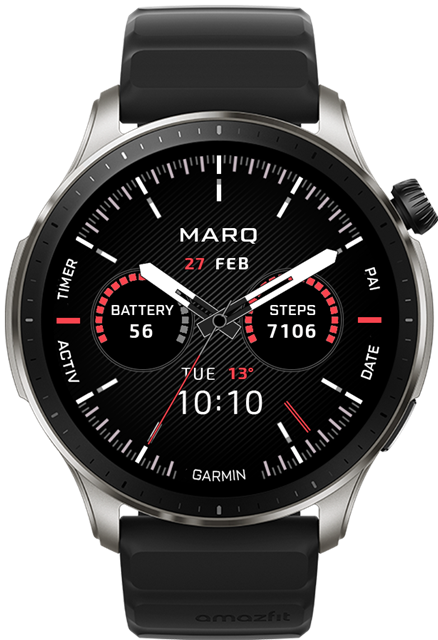 MARQ
27 FEB
TIMER
PAI
BATTERY
56
STEPS
7106
ACTIV
DATE
TUE 13°
10:10
GARMIN
amazfit